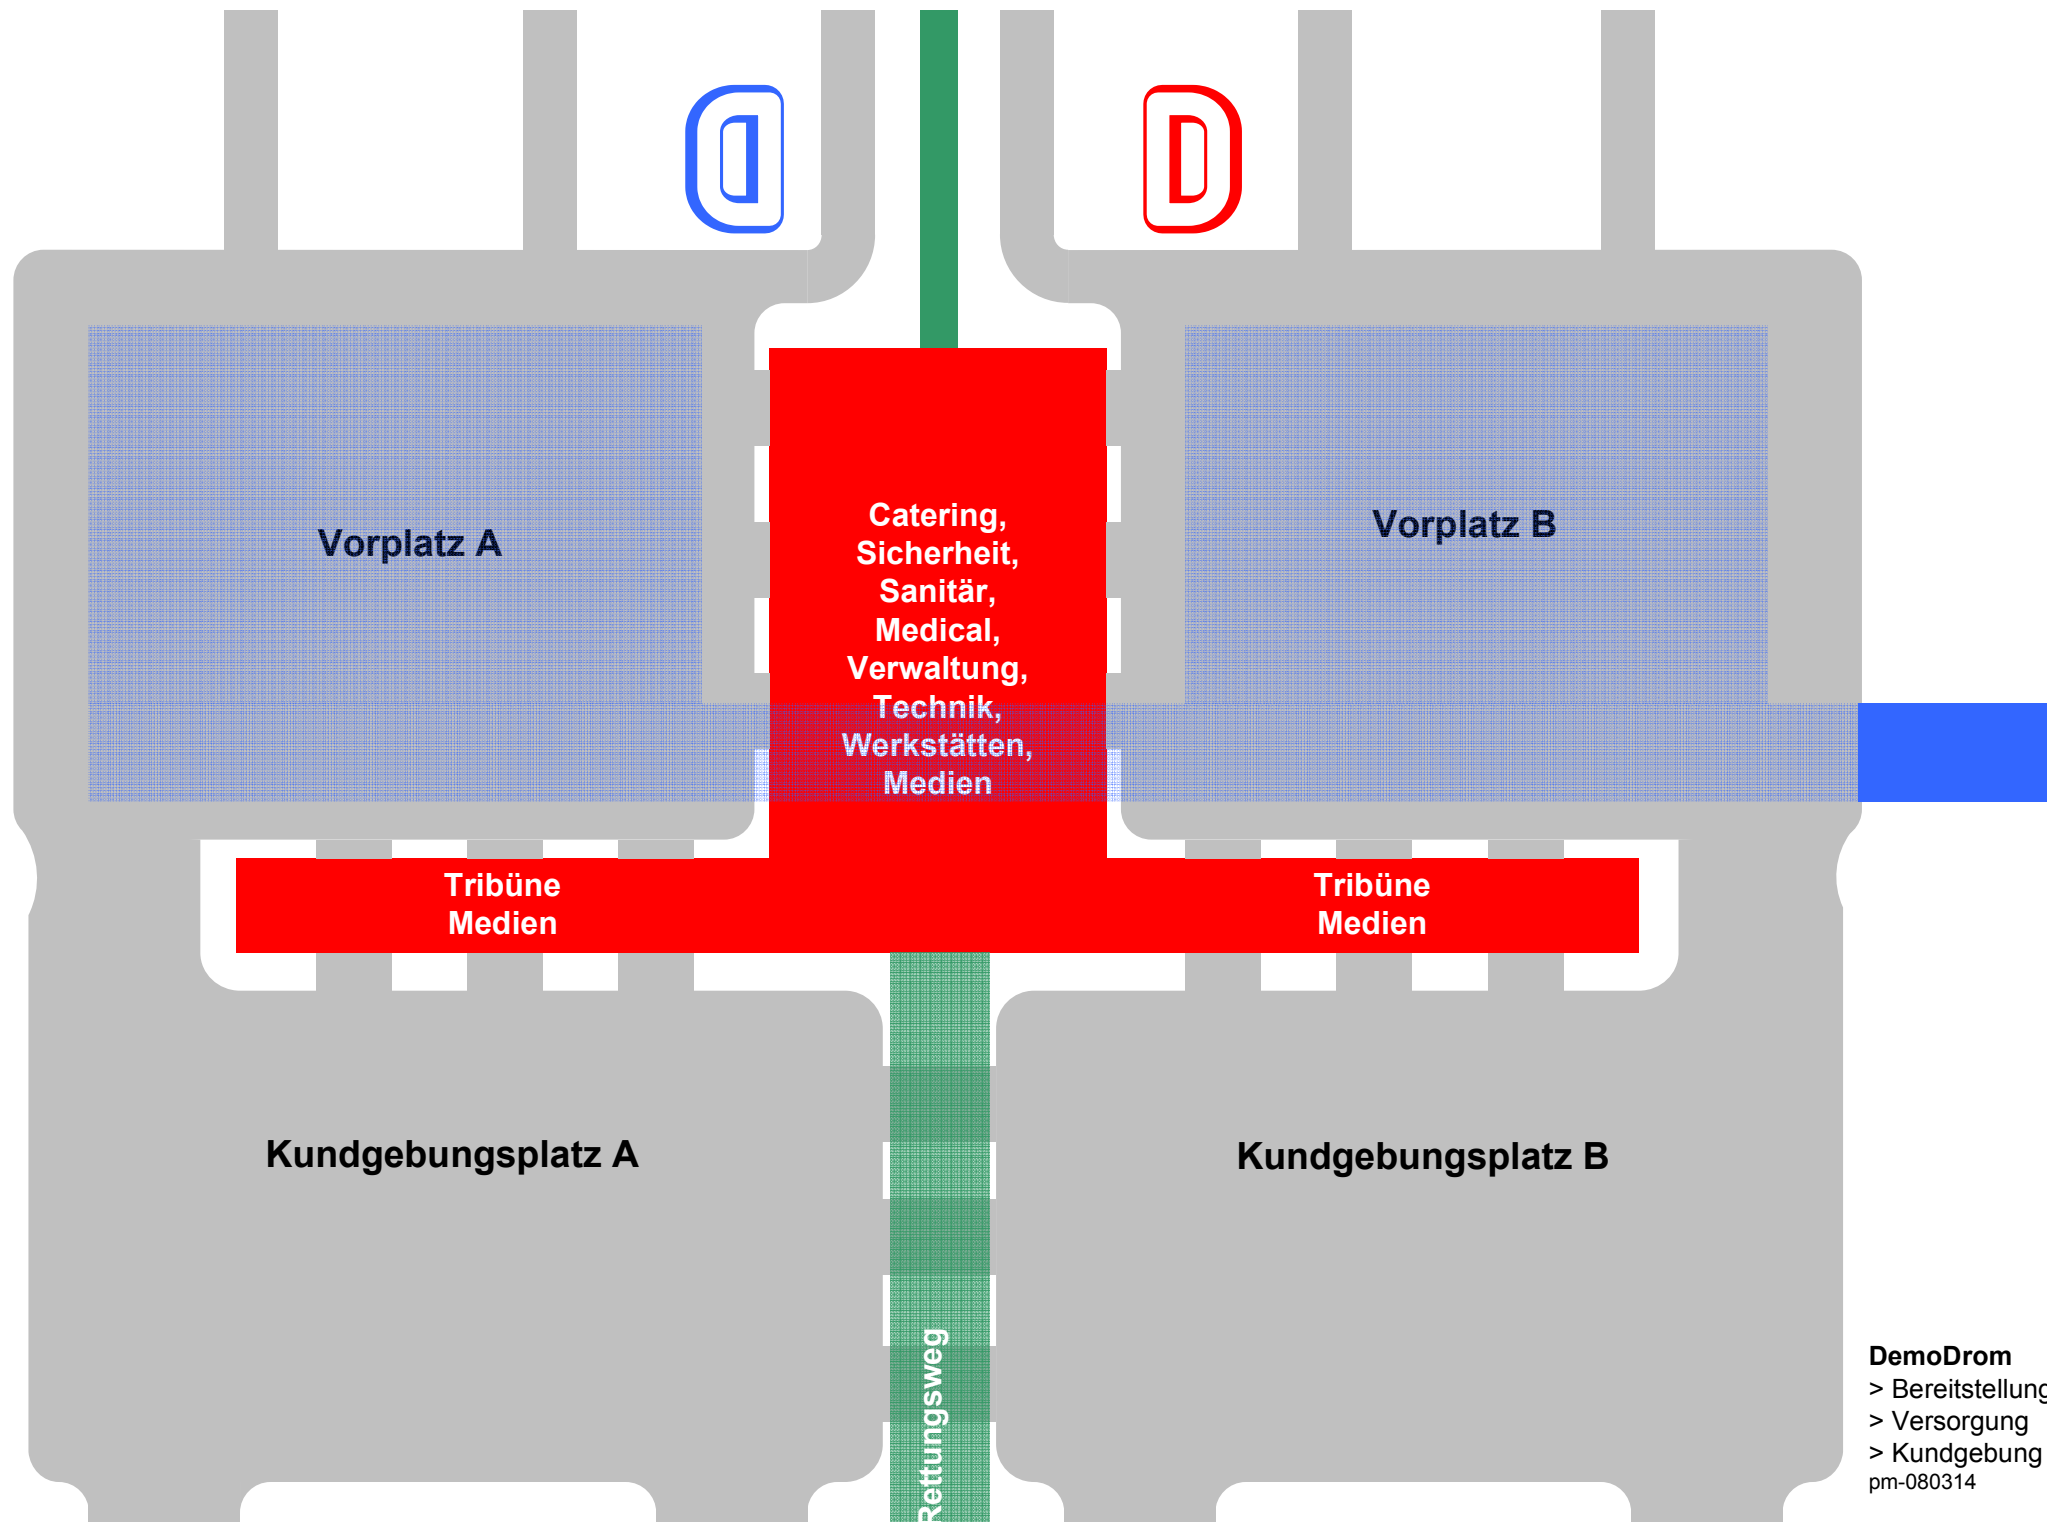 D
D
Vorplatz A
Catering,
Sicherheit,
Sanitär,
Medical,
Verwaltung,
Technik,
Werkstätten,
Medien
Vorplatz B
Tribüne
Medien
Tribüne
Medien
Kundgebungsplatz A
Kundgebungsplatz B
Rettungsweg
DemoDrom
> Bereitstellung
> Versorgung
> Kundgebung
pm-080314